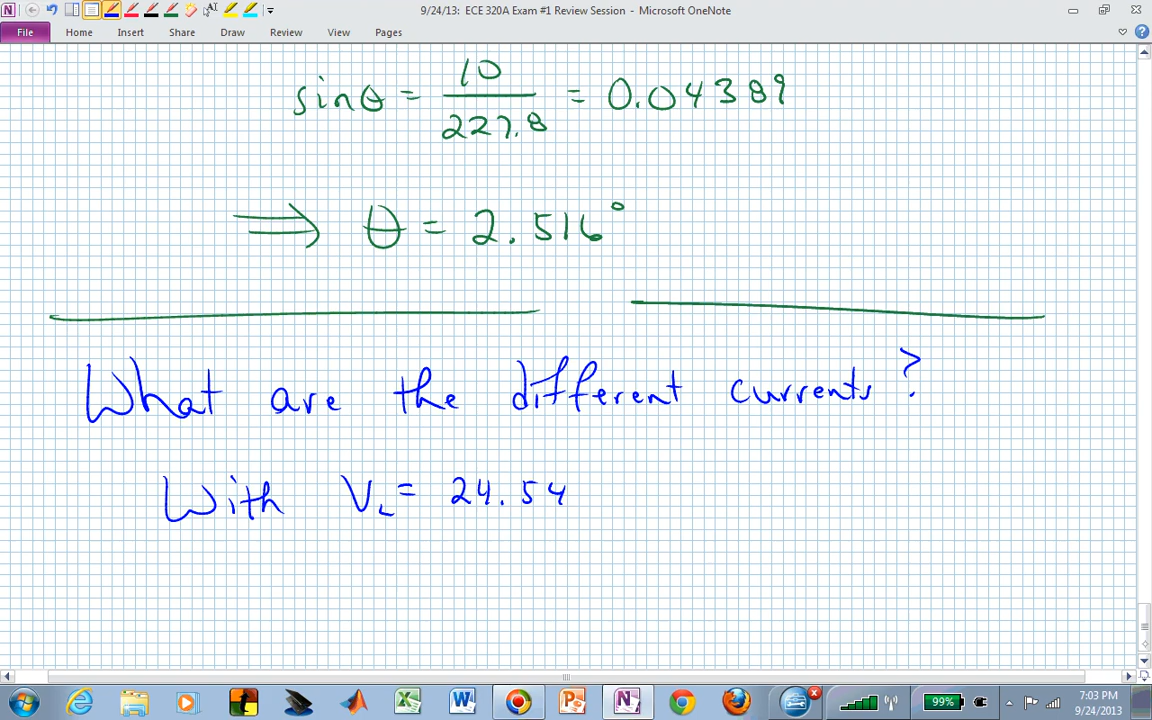 9/24/13: ECE 320A Exam #1 Review Session - Microsoft OneNote
File Home Insert Share Draw Review View Pages
sinθ = 10/227.8 = 0.04389
⇒ θ = 2.516°
What are the different currents?
With V_L = 24.54
99%
7:03 PM
9/24/2013